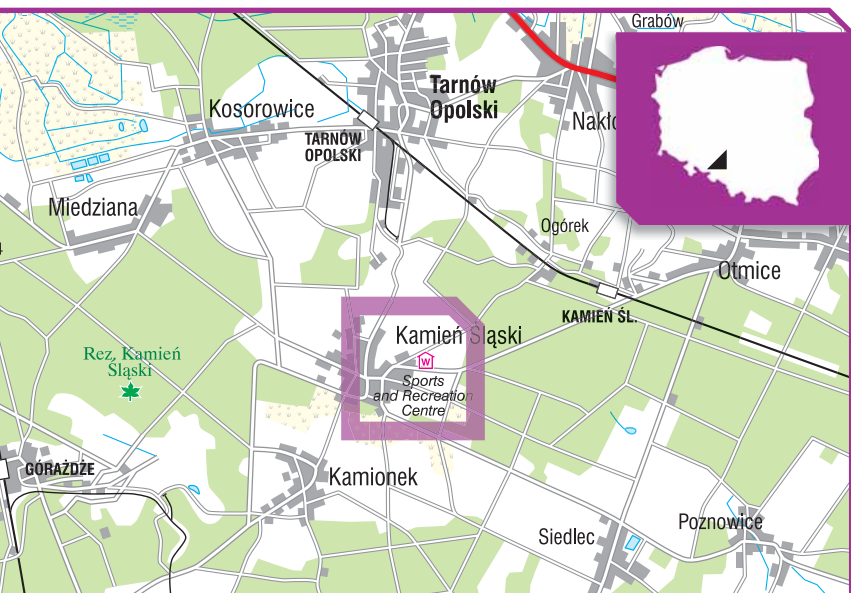 Grabów
Tarnów
Opolski
Kosorowice
TARNÓW
OPOLSKI
Miedziana
Ogórek
Otmice
KAMIEŃ ŚL.
Kamień Śląski
W
Sports
and Recreation
Centre
Rez. Kamień
Śląski
GORAŻDŻE
Kamionek
Siedlec
Poznowice